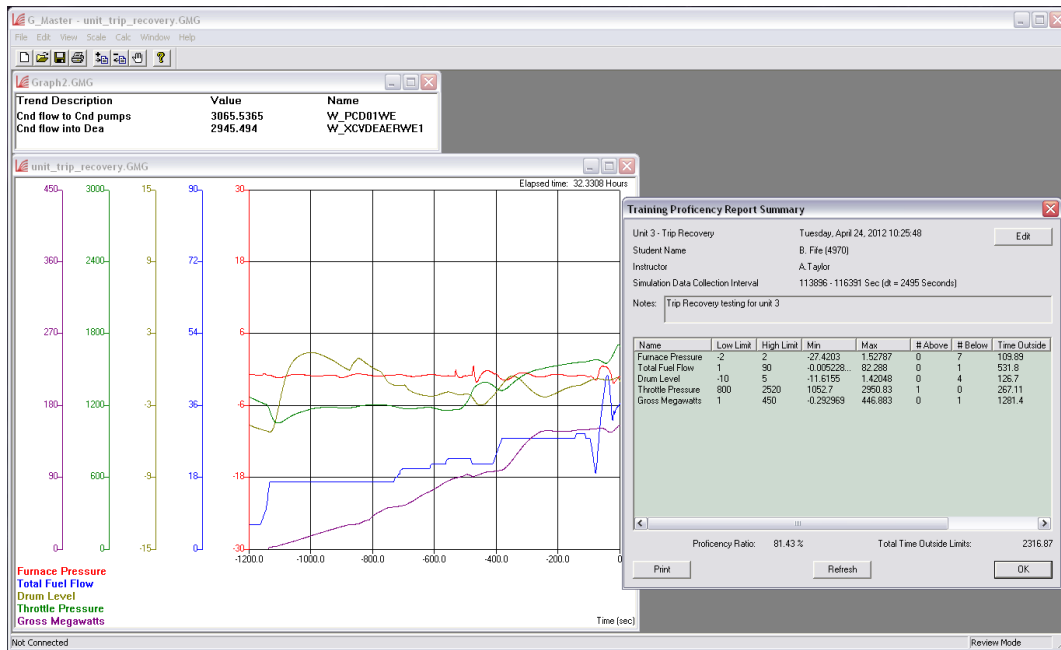 G_Master - unit_trip_recovery.GMG
File Edit View Scale Calc Window Help
Graph2.GMG
Trend Description Value Name
Cnd flow to Cnd pumps 3065.5365 W_PCD01WE
Cnd flow into Dea 2945.494 W_XCVDEAERWE1
unit_trip_recovery.GMG
Elapsed time: 32.3308 Hours
450 3000 15 90 30
360 2400 9 72 18
270 1800 3 54 6
180 1200 -3 36 -6
90 600 -9 18 -18
0 0 -15 0 -30
-1200.0 -1000.0 -800.0 -600.0 -400.0 -200.0 0
Furnace Pressure
Total Fuel Flow
Drum Level
Throttle Pressure
Gross Megawatts
Time (sec)
Training Proficency Report Summary
Unit 3 - Trip Recovery Tuesday, April 24, 2012 10:25:48
Edit
Student Name B. Fife (4970)
Instructor A.Taylor
Simulation Data Collection Interval 113896 - 116391 Sec (dt = 2495 Seconds)
Notes: Trip Recovery testing for unit 3
Name Low Limit High Limit Min Max # Above # Below Time Outside
Furnace Pressure -2 2 -27.4203 1.52787 0 7 109.89
Total Fuel Flow 1 90 -0.005228... 82.288 0 1 531.8
Drum Level -10 5 -11.6155 1.42048 0 4 126.7
Throttle Pressure 800 2520 1052.7 2950.83 1 0 267.11
Gross Megawatts 1 450 -0.292969 446.883 0 1 1281.4
Proficency Ratio: 81.43 % Total Time Outside Limits: 2316.87
Print Refresh OK
Not Connected Review Mode